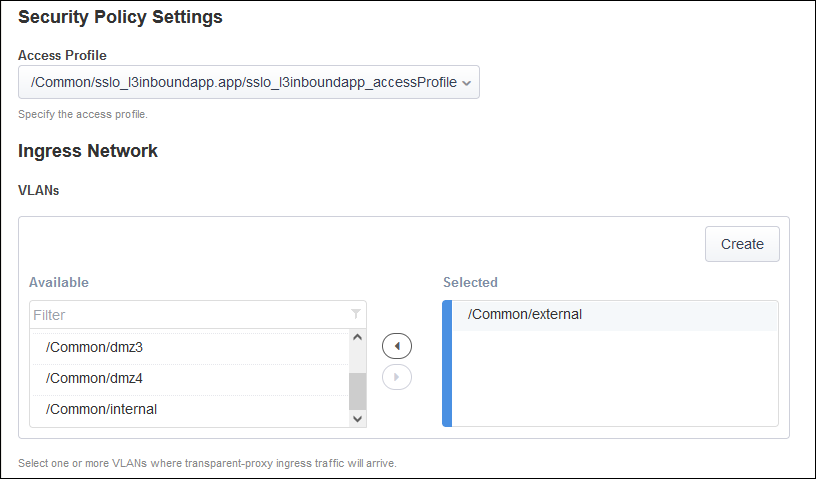 Security Policy Settings
Access Profile
/Common/sslo_l3inboundapp.app/sslo_l3inboundapp_accessProfile
Specify the access profile.
Ingress Network
VLANs
Create
Available
Selected
Filter
/Common/external
/Common/dmz3
/Common/dmz4
/Common/internal
Select one or more VLANs where transparent-proxy ingress traffic will arrive.